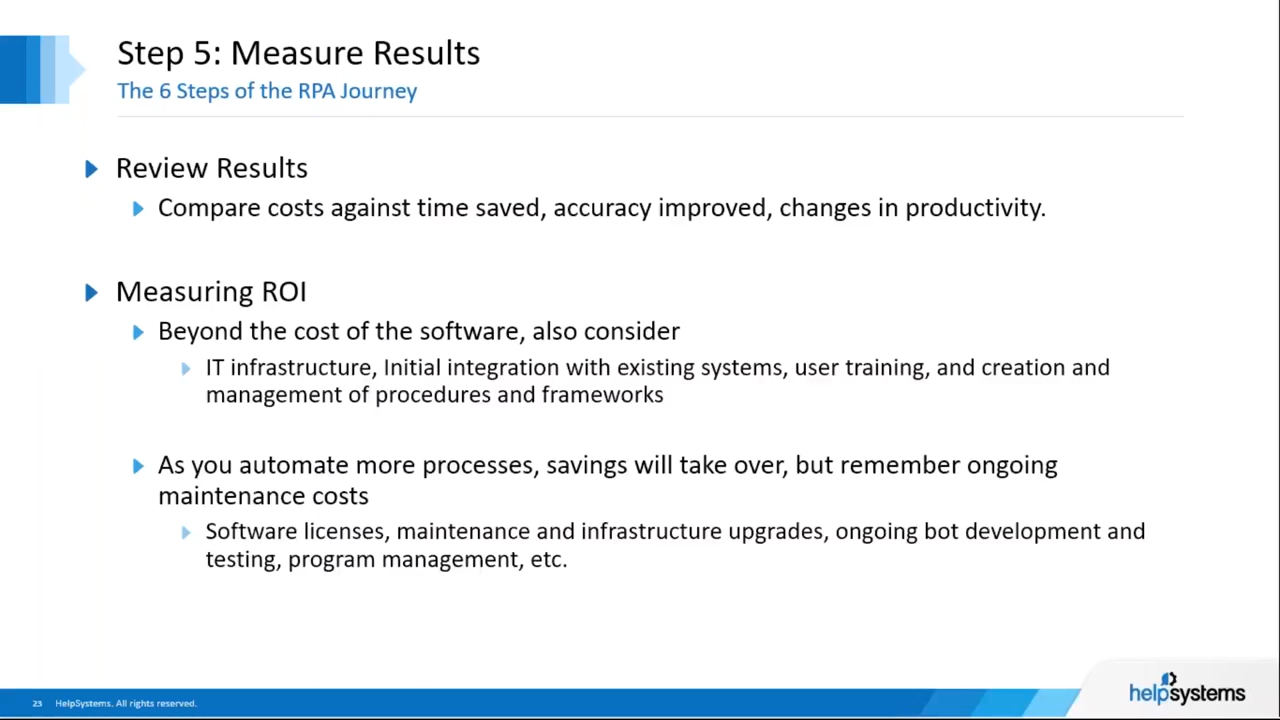 Step 5: Measure Results
The 6 Steps of the RPA Journey
Review Results
Compare costs against time saved, accuracy improved, changes in productivity.
Measuring ROI
Beyond the cost of the software, also consider
IT infrastructure, Initial integration with existing systems, user training, and creation and
management of procedures and frameworks
As you automate more processes, savings will take over, but remember ongoing
maintenance costs
Software licenses, maintenance and infrastructure upgrades, ongoing bot development and
testing, program management, etc.
23 HelpSystems. All rights reserved.
helpsystems